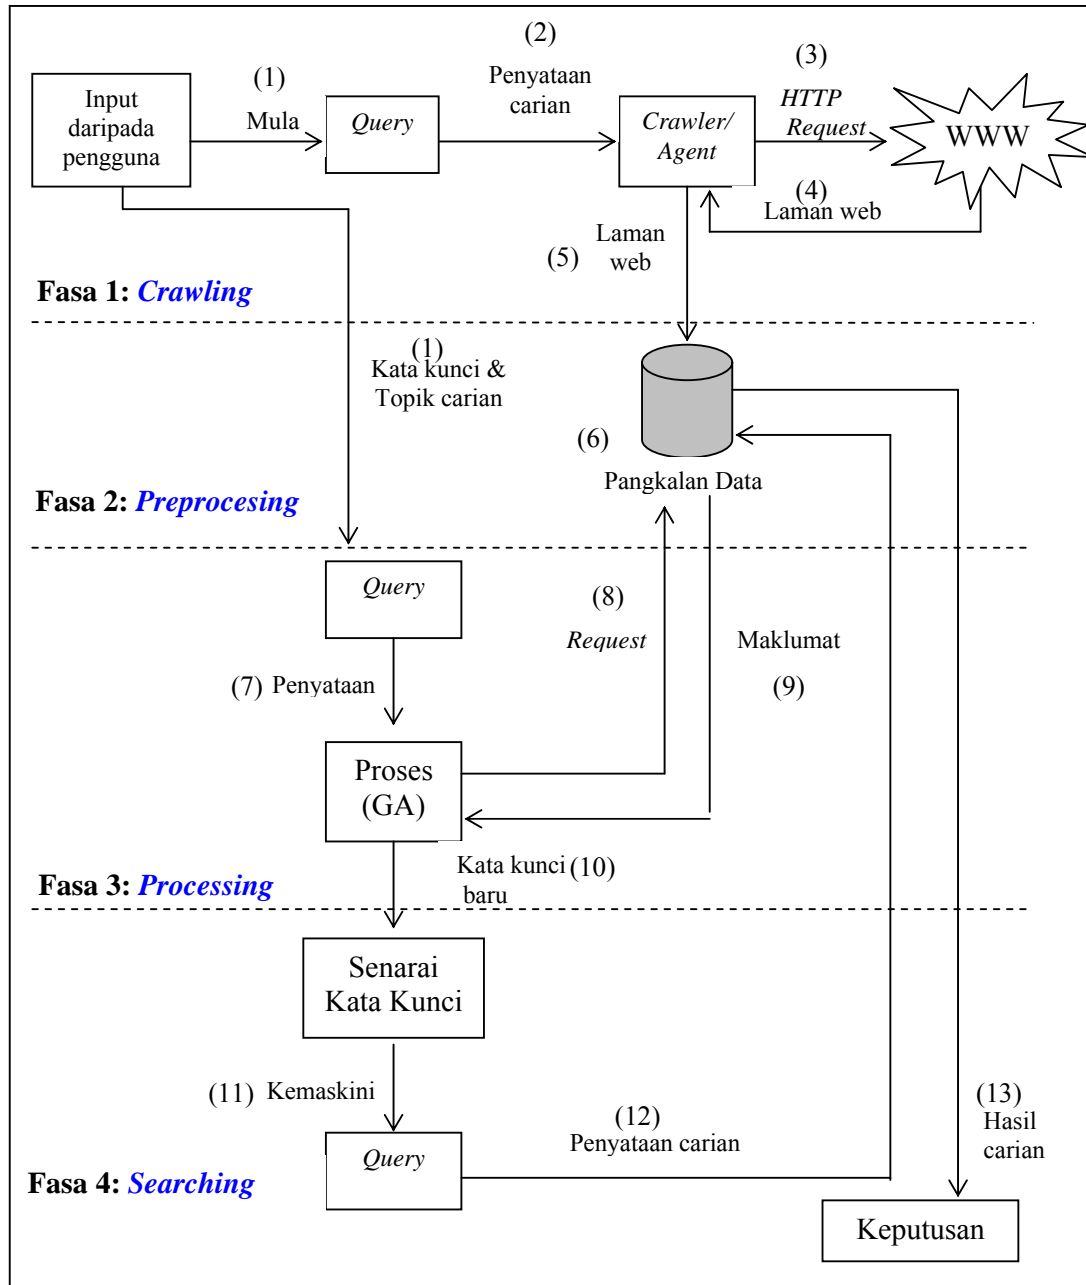 (1)
(2)
(3)
Input
daripada
pengguna
Mula
Query
Penyataan
carian
Crawler/
Agent
HTTP
Request
WWW
(4)
Laman web
(5)
Laman
web
Fasa 1: Crawling
(1)
Kata kunci &
Topik carian
(6)
Pangkalan Data
Fasa 2: Preprocesing
Query
(8)
Request
Maklumat
(9)
(7) Penyataan
Proses
(GA)
Kata kunci (10)
baru
Fasa 3: Processing
Senarai
Kata Kunci
(11) Kemaskini
(12)
Penyataan carian
(13)
Hasil
carian
Query
Fasa 4: Searching
Keputusan